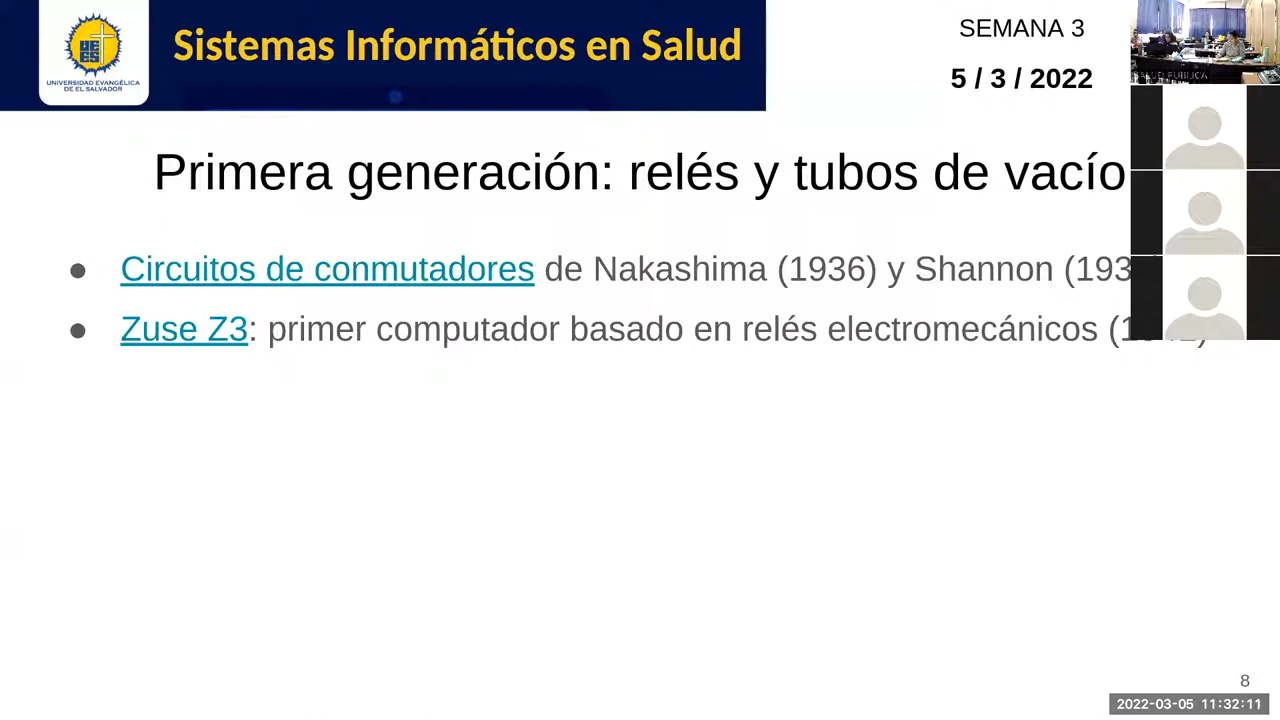 UNIVERSIDAD EVANGÉLICA
DE EL SALVADOR
Sistemas Informáticos en Salud
SEMANA 3
5 / 3 / 2022
SALUD PUBLICA
Primera generación: relés y tubos de vacío
● Circuitos de conmutadores de Nakashima (1936) y Shannon
● Zuse Z3: primer computador basado en relés electromecánicos
8
2022-03-05 11:32:11